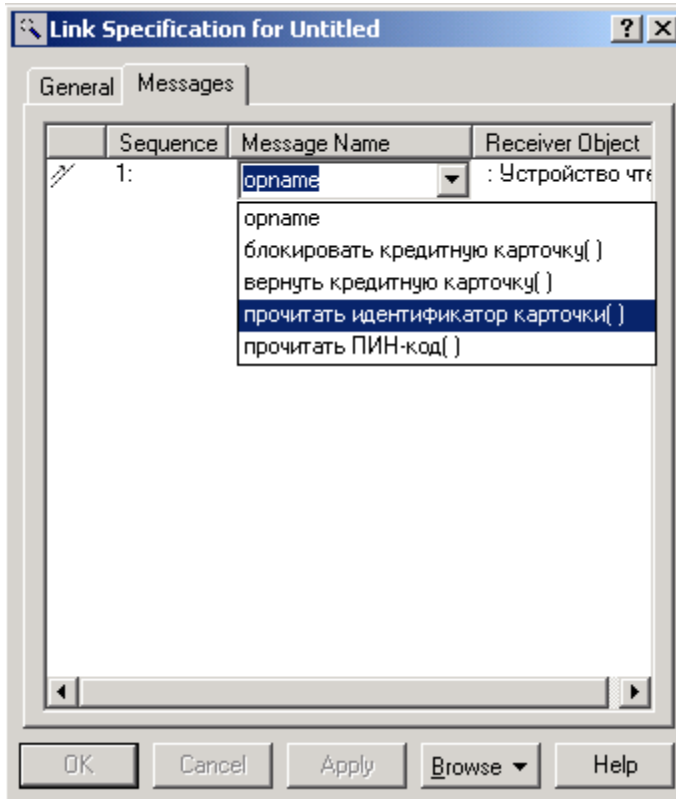 Link Specification for Untitled
General Messages
Sequence Message Name Receiver Object
1: opname : Устройство чте
opname
блокировать кредитную карточку( )
вернуть кредитную карточку( )
прочитать идентификатор карточки( )
прочитать ПИН-код( )
OK Cancel Apply Browse Help